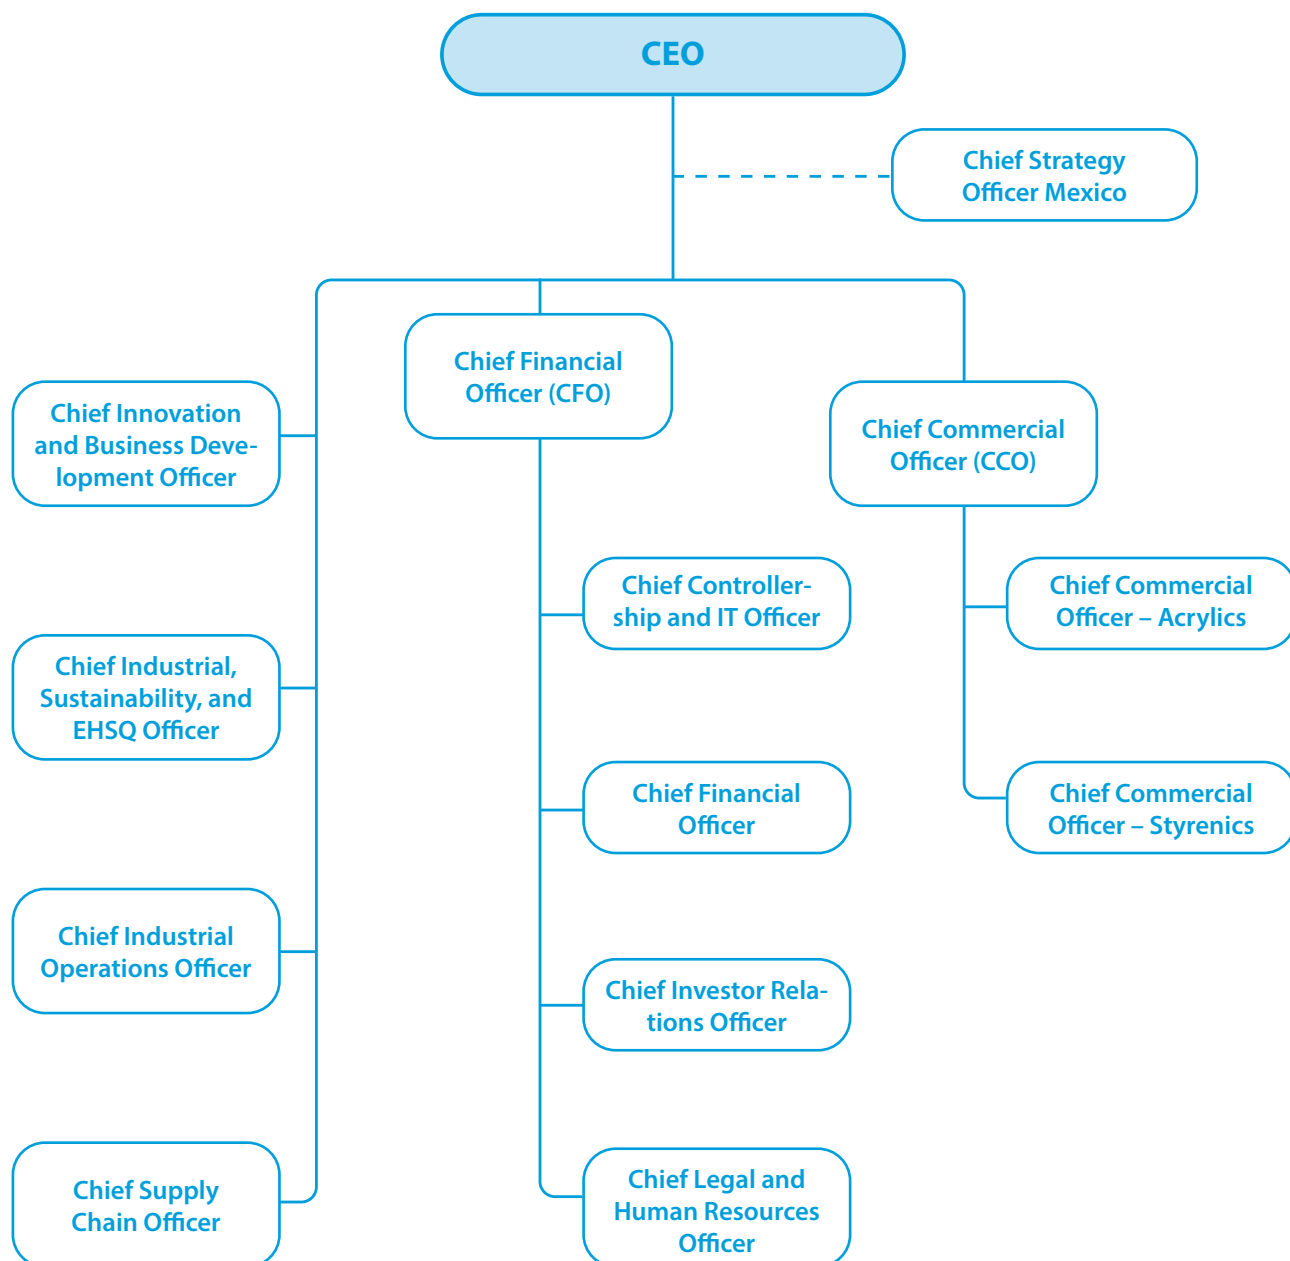 CEO
Chief Strategy
Officer Mexico
Chief Financial
Officer (CFO)
Chief Innovation
and Business Deve-
lopment Officer
Chief Commercial
Officer (CCO)
Chief Controller-
ship and IT Officer
Chief Commercial
Officer – Acrylics
Chief Industrial,
Sustainability, and
EHSQ Officer
Chief Financial
Officer
Chief Commercial
Officer – Styrenics
Chief Industrial
Operations Officer
Chief Investor Rela-
tions Officer
Chief Supply
Chain Officer
Chief Legal and
Human Resources
Officer